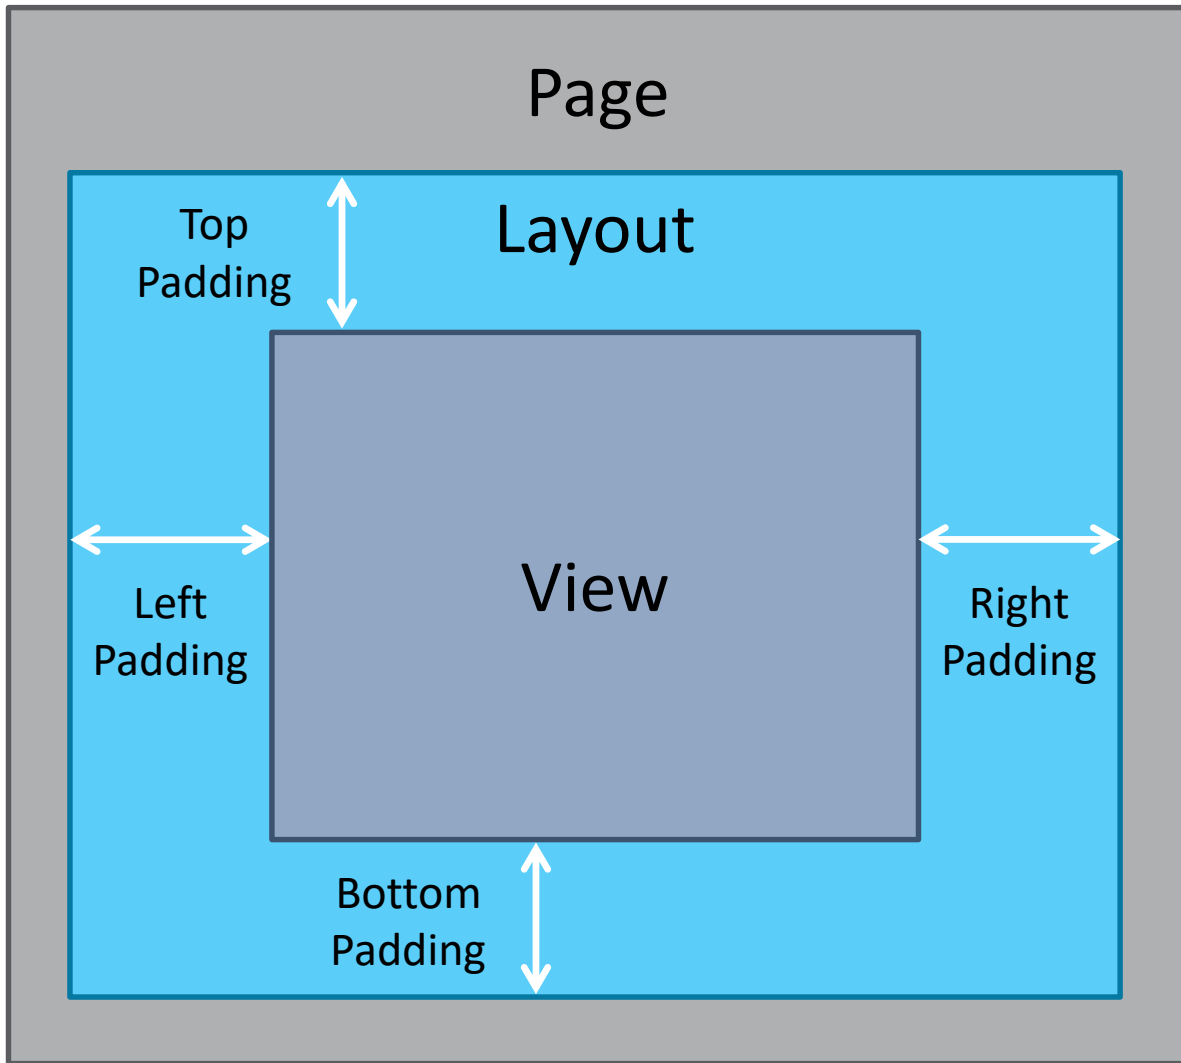 Page
Layout
Top
Padding
View
Left
Padding
Right
Padding
Bottom
Padding